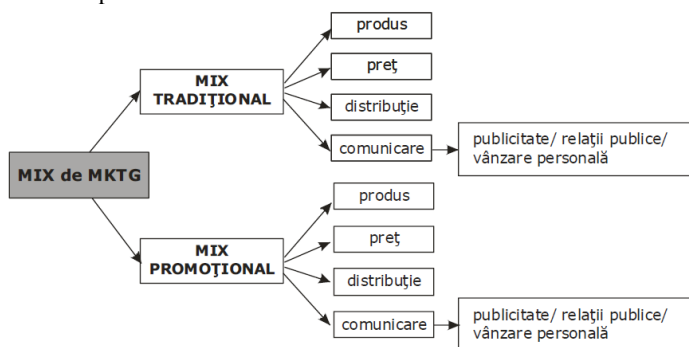 produs
preţ
MIX
TRADIŢIONAL
distribuţie
comunicare
publicitate/ relaţii publice/
vânzare personală
MIX de MKTG
produs
preţ
MIX
PROMOŢIONAL
distribuţie
comunicare
publicitate/ relaţii publice/
vânzare personală